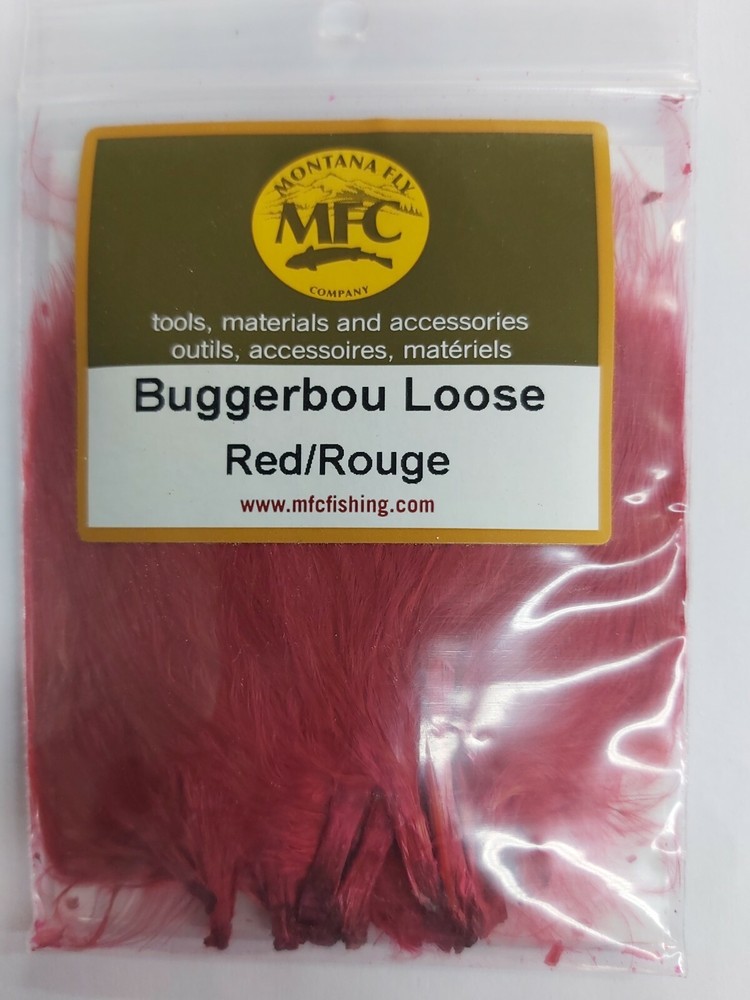 MONTANA FLY
MFC
COMPANY
tools, materials and accessories
outils, accessoires, matériels
Buggerbou Loose
Red/Rouge
www.mfcfishing.com